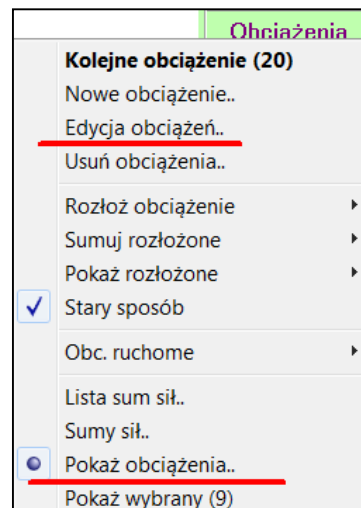 Obciążenia
Kolejne obciążenie (20)
Nowe obciążenie..
Edycja obciążeń..
Usuń obciążenia..
Rozłoż obciążenie
Sumuj rozłożone
Pokaż rozłożone
Stary sposób
Obc. ruchome
Lista sum sił..
Sumy sił..
Pokaż obciążenia..
Pokaż wybrany (9)